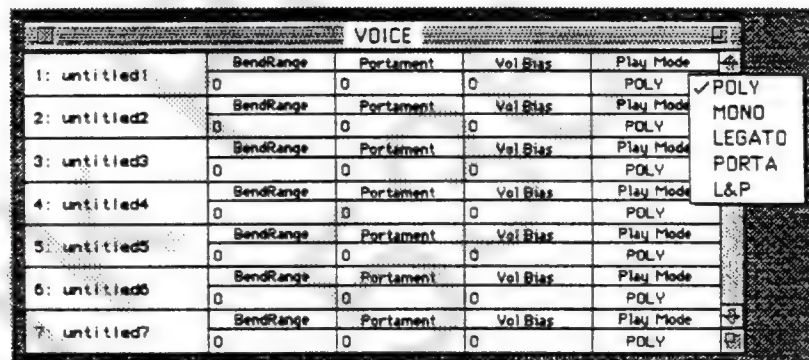 VOICE
BendRange Portament Vol Bias Play Mode
1: untitled1
0 0 0 POLY
BendRange Portament Vol Bias Play Mode
2: untitled2
0 0 0 POLY
BendRange Portament Vol Bias Play Mode
3: untitled3
0 0 0 POLY
BendRange Portament Vol Bias Play Mode
4: untitled4
0 0 0 POLY
BendRange Portament Vol Bias Play Mode
5: untitled5
0 0 0 POLY
BendRange Portament Vol Bias Play Mode
6: untitled6
0 0 0 POLY
BendRange Portament Vol Bias Play Mode
7: untitled7
0 0 0 POLY
✓POLY
MONO
LEGATO
PORTA
L&P